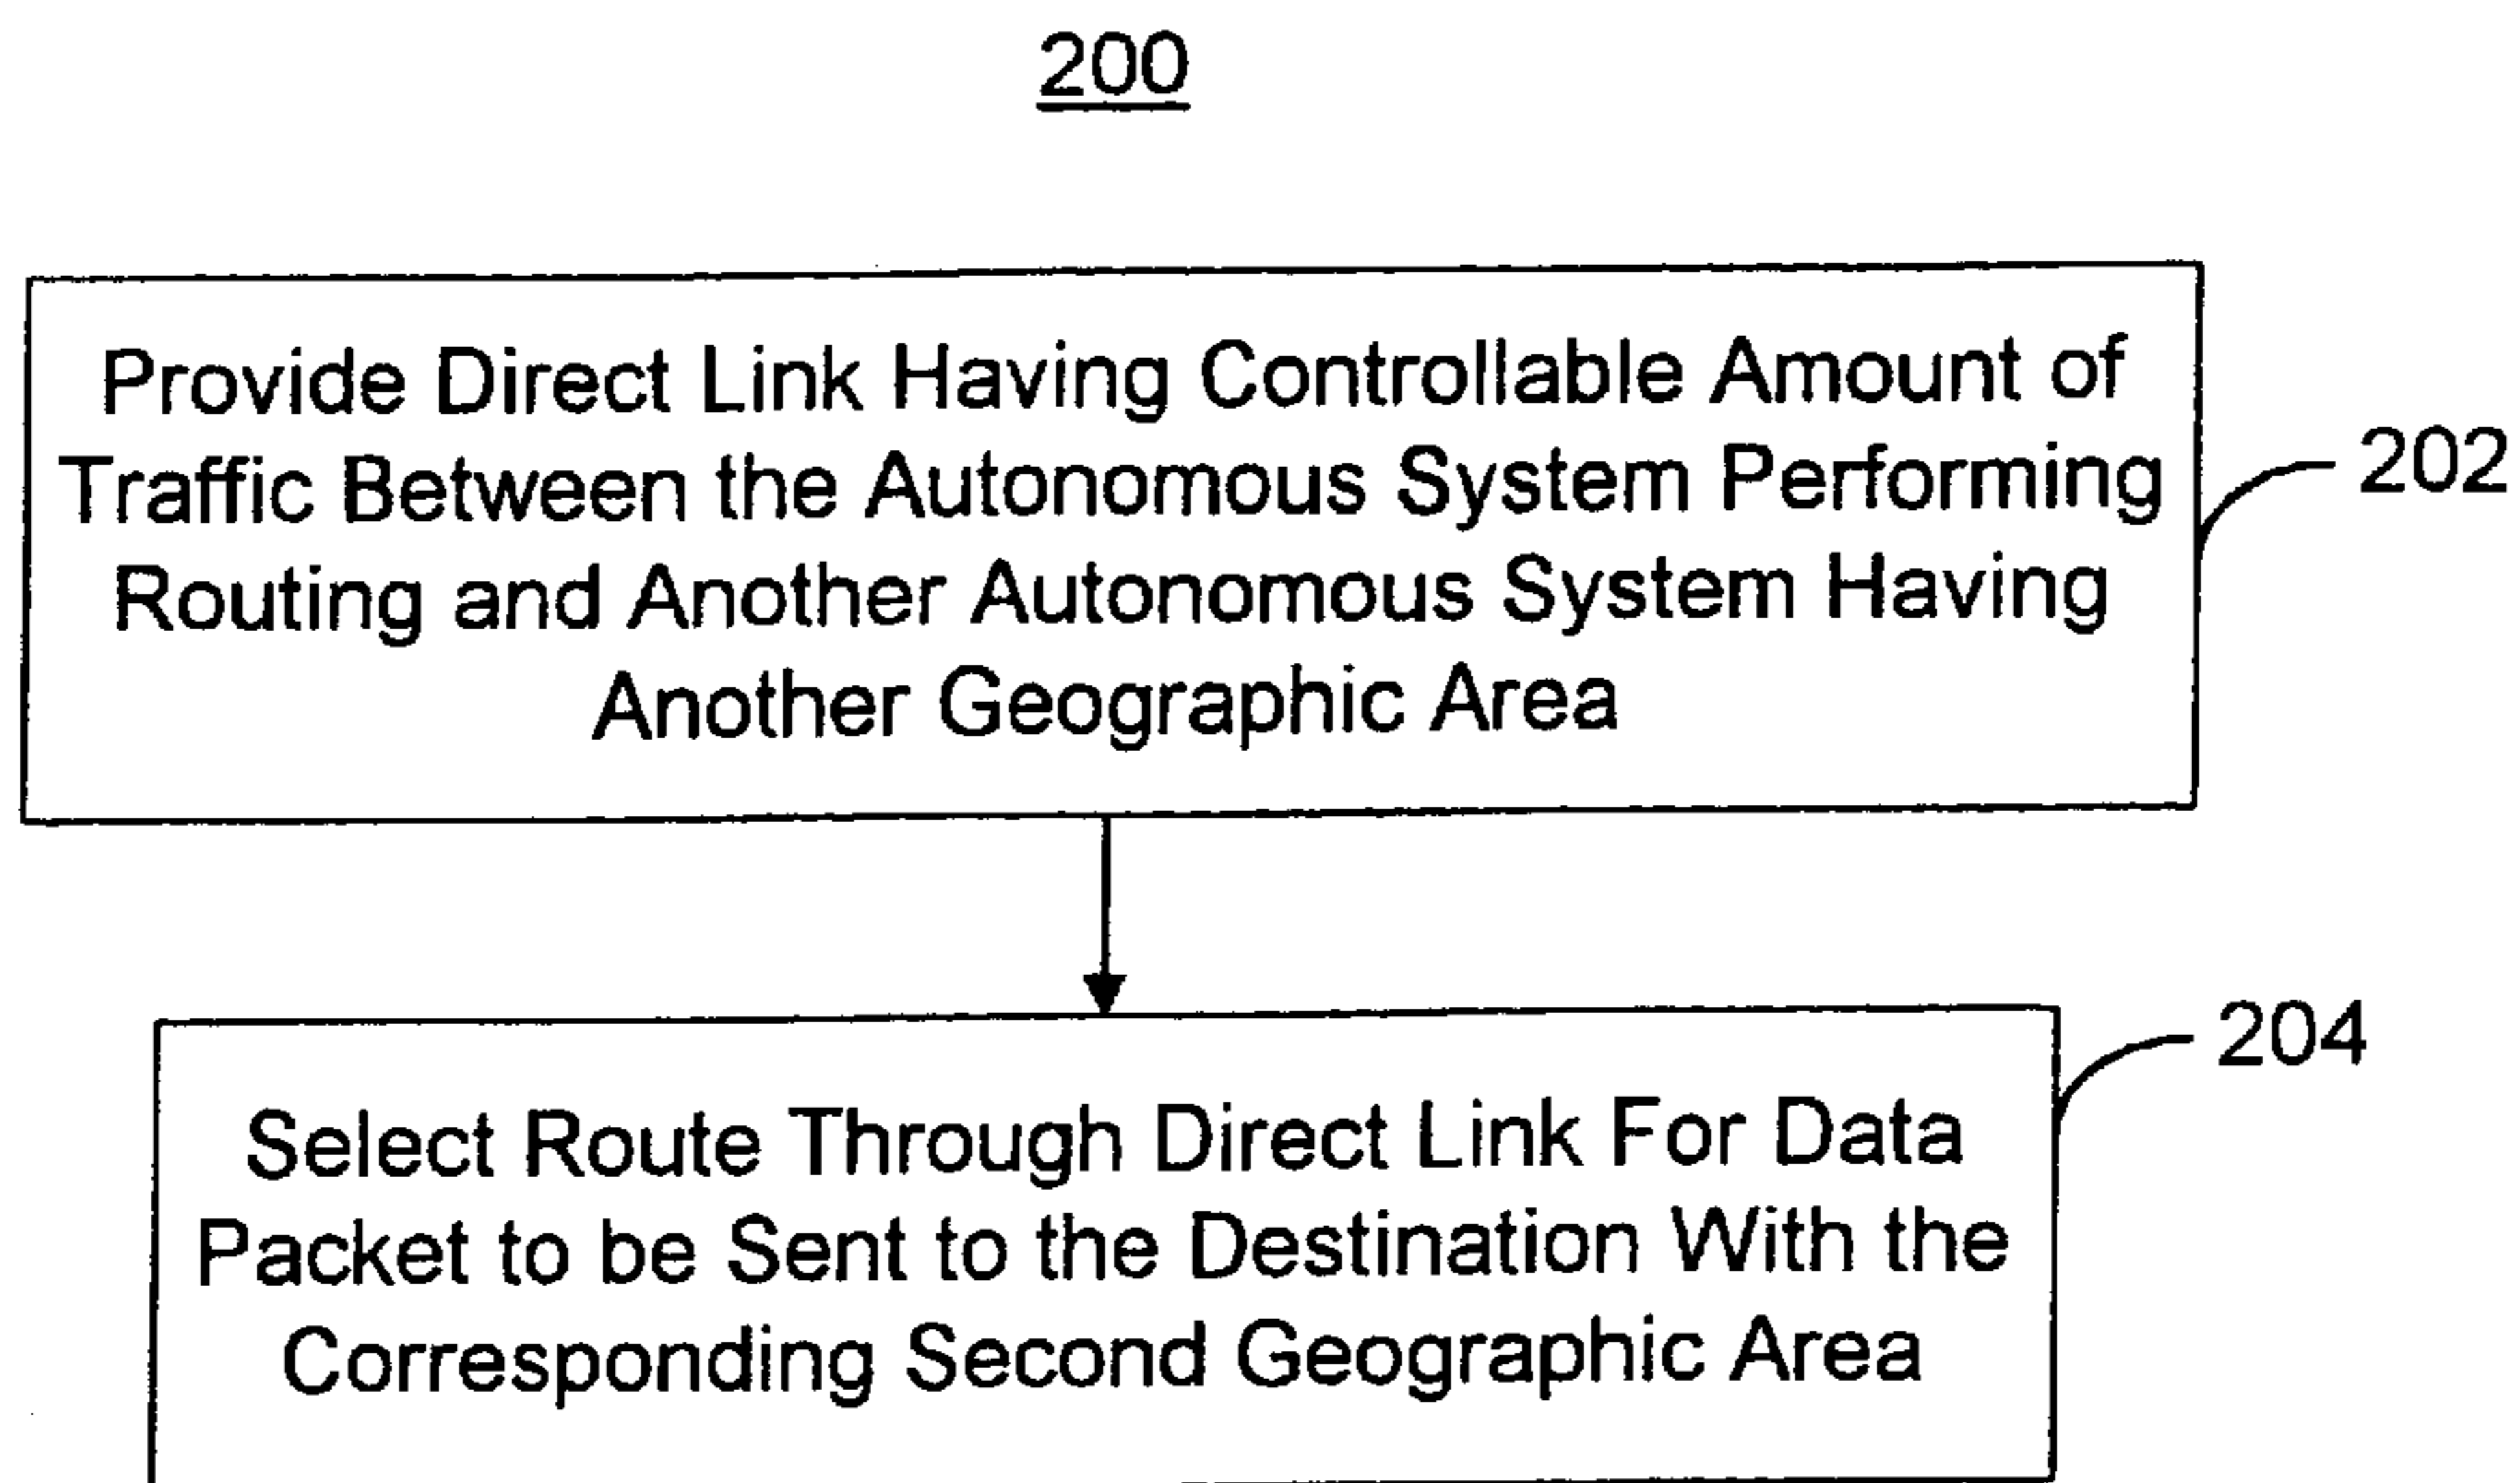 200
Provide Direct Link Having Controllable Amount of
Traffic Between the Autonomous System Performing
Routing and Another Autonomous System Having
Another Geographic Area
202
204
Select Route Through Direct Link For Data
Packet to be Sent to the Destination With the
Corresponding Second Geographic Area